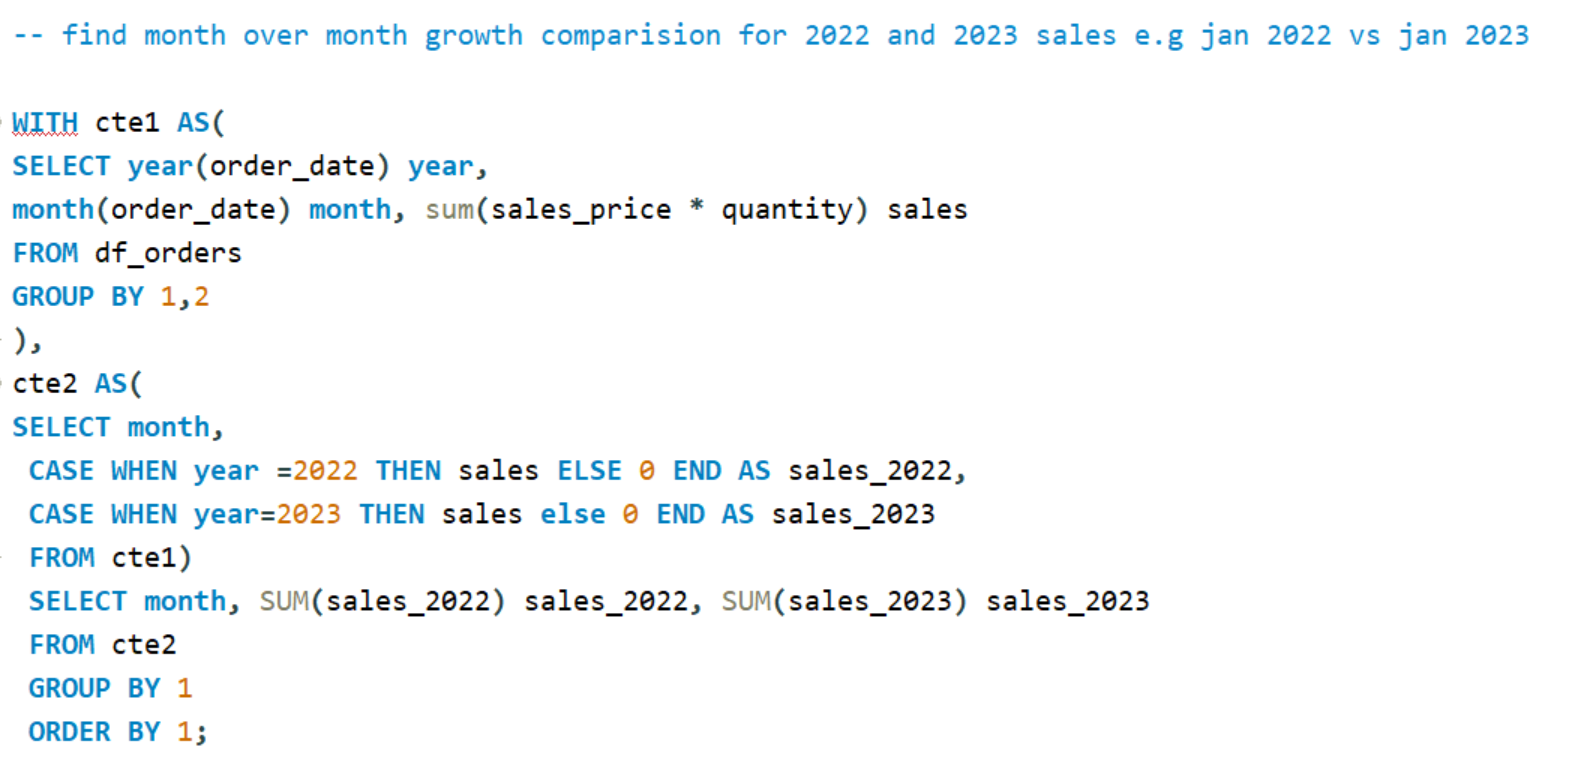 -- find month over month growth comparision for 2022 and 2023 sales e.g jan 2022 vs jan 2023
WITH cte1 AS(
SELECT year(order_date) year,
month(order_date) month, sum(sales_price * quantity) sales
FROM df_orders
GROUP BY 1,2
),
cte2 AS(
SELECT month,
CASE WHEN year =2022 THEN sales ELSE 0 END AS sales_2022,
CASE WHEN year=2023 THEN sales else 0 END AS sales_2023
FROM cte1)
SELECT month, SUM(sales_2022) sales_2022, SUM(sales_2023) sales_2023
FROM cte2
GROUP BY 1
ORDER BY 1;